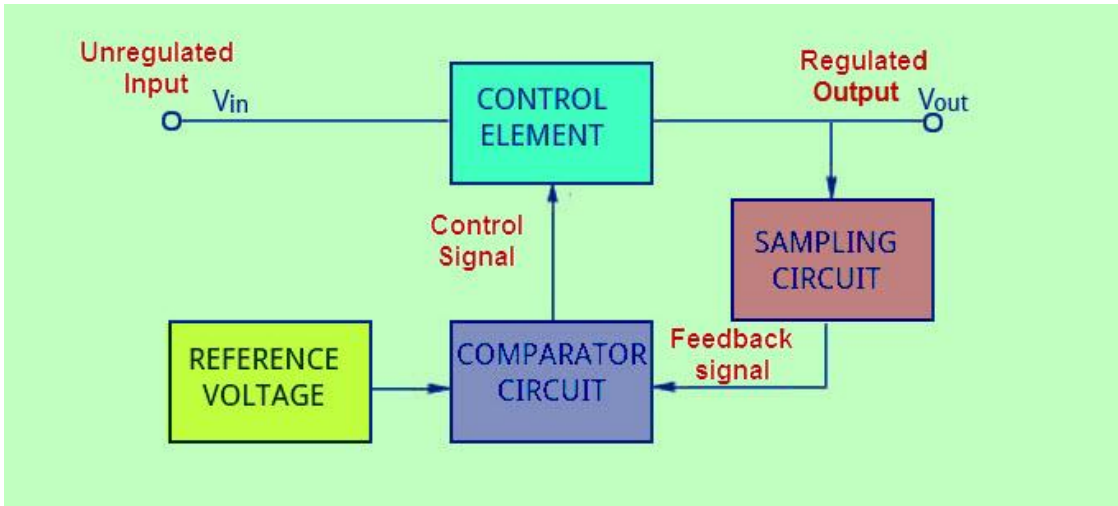 Unregulated
Input
Vin
CONTROL
ELEMENT
Regulated
Output
Vout
Control
Signal
SAMPLING
CIRCUIT
REFERENCE
VOLTAGE
COMPARATOR
CIRCUIT
Feedback
signal